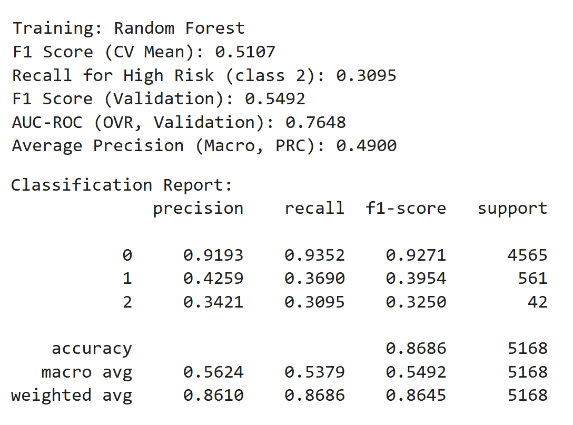 Training: Random Forest
F1 Score (CV Mean): 0.5107
Recall for High Risk (class 2): 0.3095
F1 Score (Validation): 0.5492
AUC-ROC (OVR, Validation): 0.7648
Average Precision (Macro, PRC): 0.4900
Classification Report:
precision recall f1-score support
0 0.9193 0.9352 0.9271 4565
1 0.4259 0.3690 0.3954 561
2 0.3421 0.3095 0.3250 42
accuracy 0.8686 5168
macro avg 0.5624 0.5379 0.5492 5168
weighted avg 0.8610 0.8686 0.8645 5168